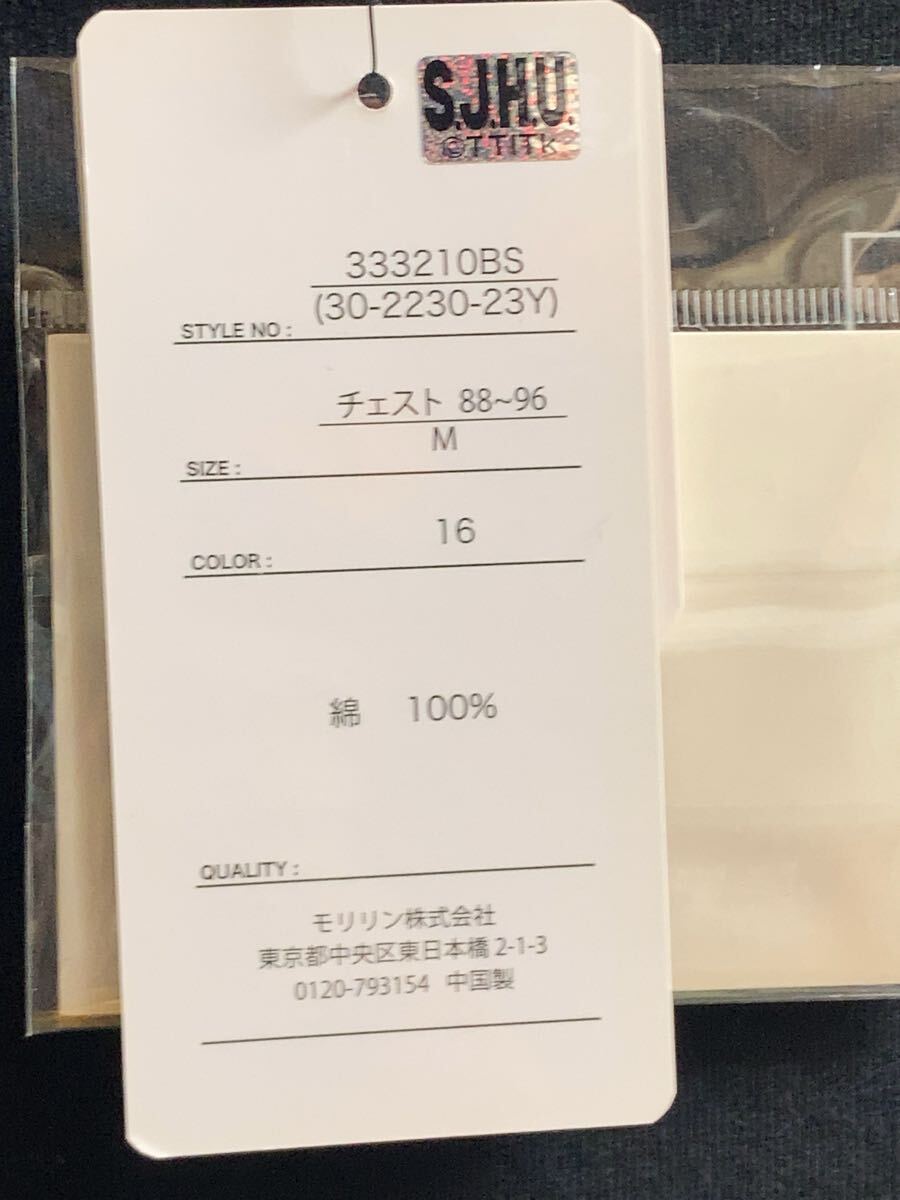 S.J.H.U.
©TTITK
333210BS
(30-2230-23Y)
STYLE NO :
チェスト 88~96
M
SIZE :
16
COLOR :
綿 100%
QUALITY :
モリリン株式会社
東京都中央区東日本橋 2-1-3
0120-793154 中国製